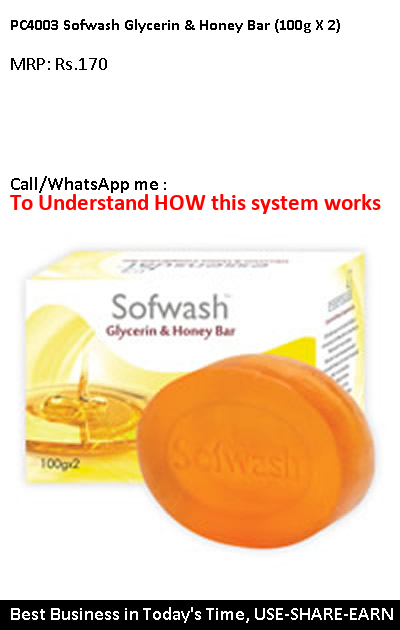 PC4003 Sofwash Glycerin & Honey Bar (100g X 2)
MRP: Rs.170
Call/WhatsApp me :
To Understand HOW this system works
Sofwash™
Glycerin & Honey Bar
Sofwash
100gx2
Best Business in Today's Time, USE-SHARE-EARN